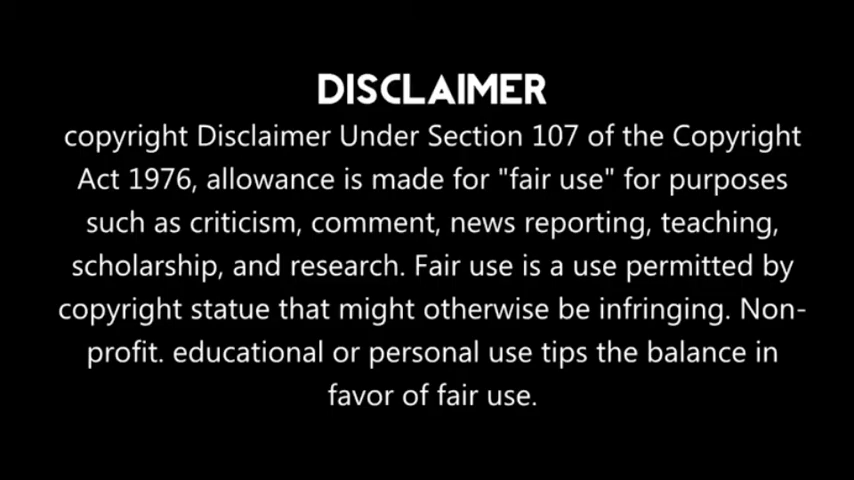 DISCLAIMER
copyright Disclaimer Under Section 107 of the Copyright
Act 1976, allowance is made for "fair use" for purposes
such as criticism, comment, news reporting, teaching,
scholarship, and research. Fair use is a use permitted by
copyright statue that might otherwise be infringing. Non-
profit. educational or personal use tips the balance in
favor of fair use.